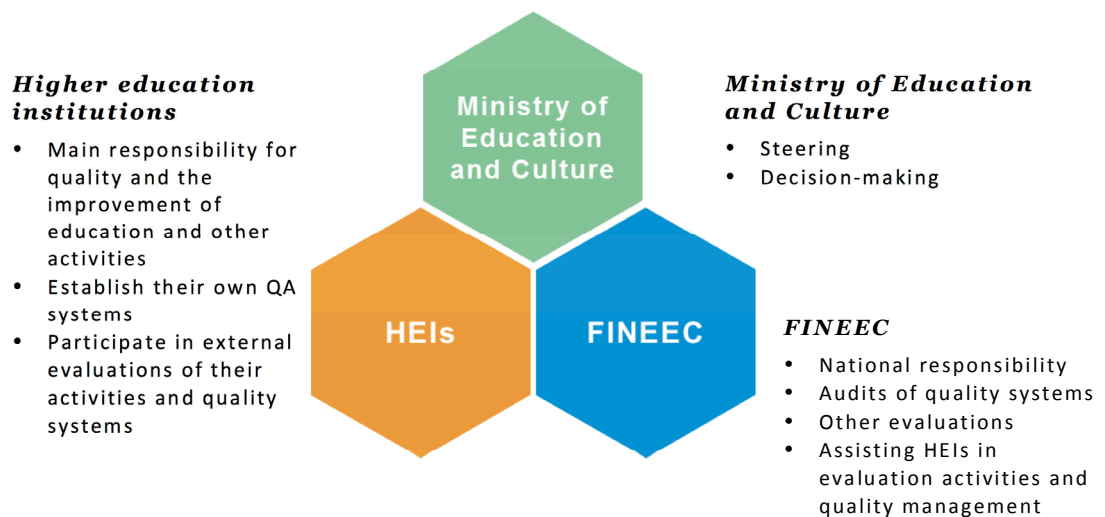 Higher education
institutions
• Main responsibility for
quality and the
improvement of
education and other
activities
• Establish their own QA
systems
• Participate in external
evaluations of their
activities and quality
systems
Ministry of
Education
and Culture
HEIs
FINEEC
Ministry of Education
and Culture
• Steering
• Decision-making
FINEEC
• National responsibility
• Audits of quality systems
• Other evaluations
• Assisting HEIs in
evaluation activities and
quality management